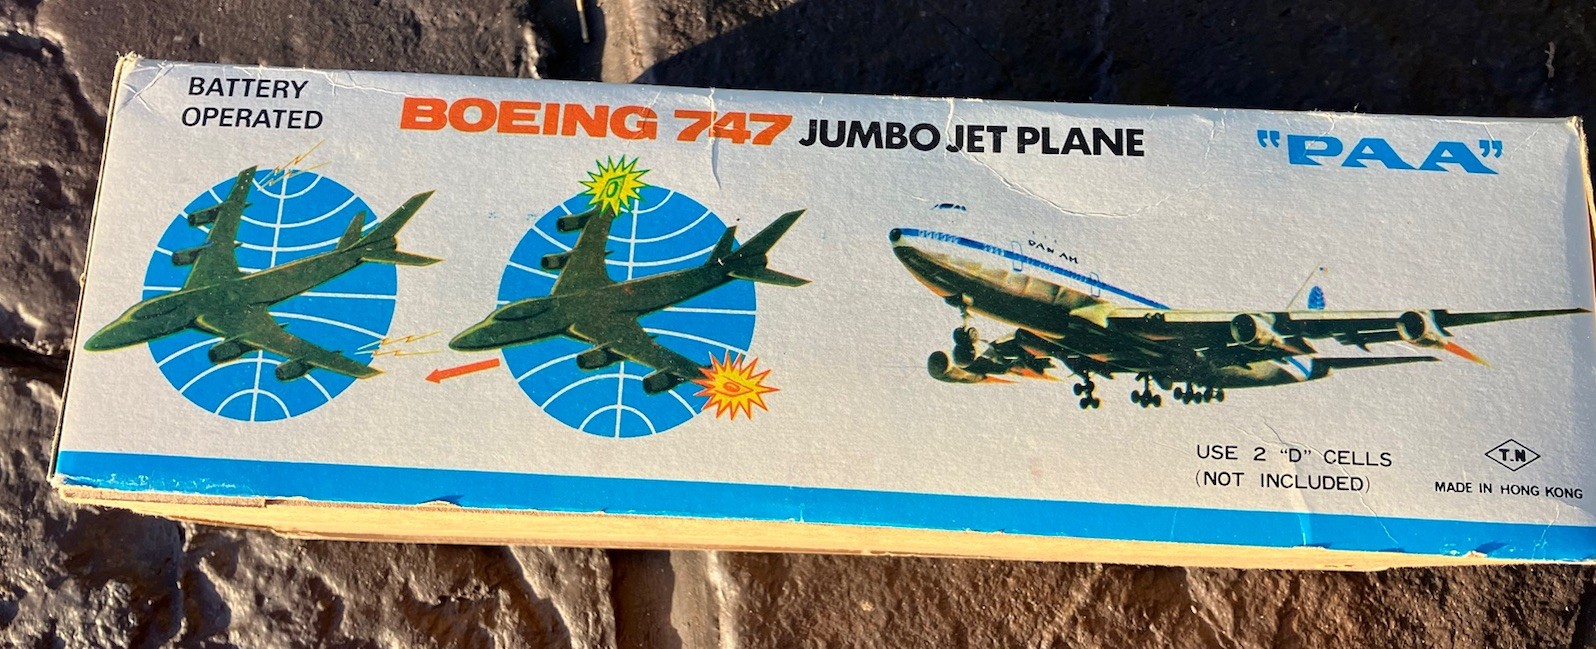 BATTERY
OPERATED
BOEING 747 JUMBO JET PLANE
“PAA”
PAN AM
USE 2 “D” CELLS
(NOT INCLUDED)
T.N
MADE IN HONG KONG